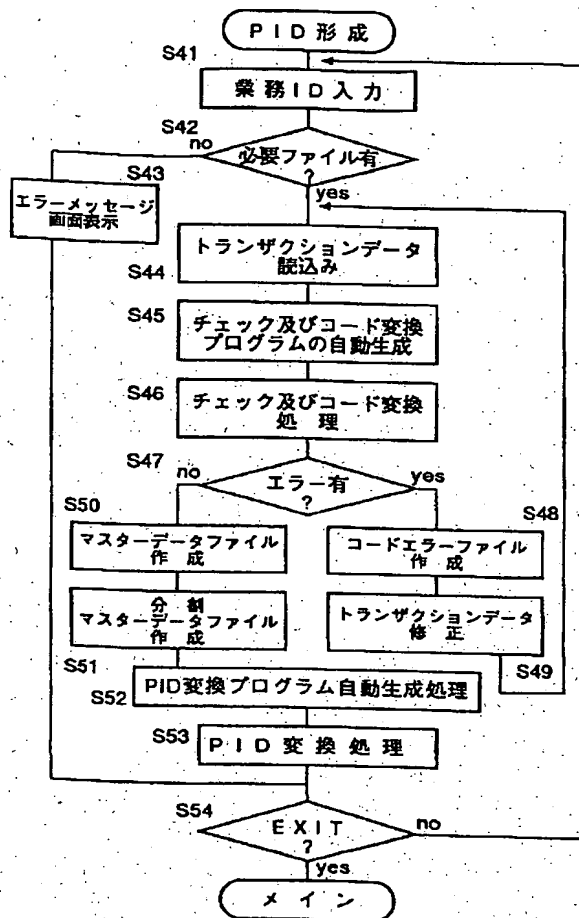 PID形成
S41
業務ID入力
S42
no
必要ファイル有
?
yes
S43
エラーメッセージ
画面表示
トランザクションデータ
読込み
S44
S45
チェック及びコード変換
プログラムの自動生成
S46
チェック及びコード変換
処理
S47
no
エラー有
?
yes
S50
マスターデータファイル
作成
S48
コードエラーファイル
作成
分割
マスターデータファイル
作成
トランザクションデータ
修正
S51
S49
S52
PID変換プログラム自動生成処理
S53
PID変換処理
S54
EXIT
?
no
yes
メイン